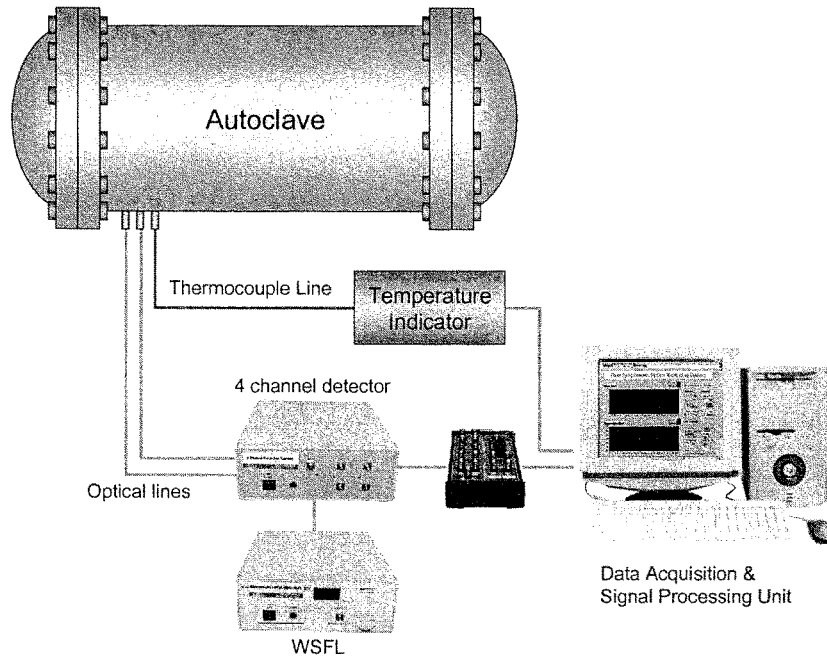 Autoclave
Thermocouple Line
Temperature
Indicator
4 channel detector
Optical lines
Data Acquisition &
Signal Processing Unit
WSFL